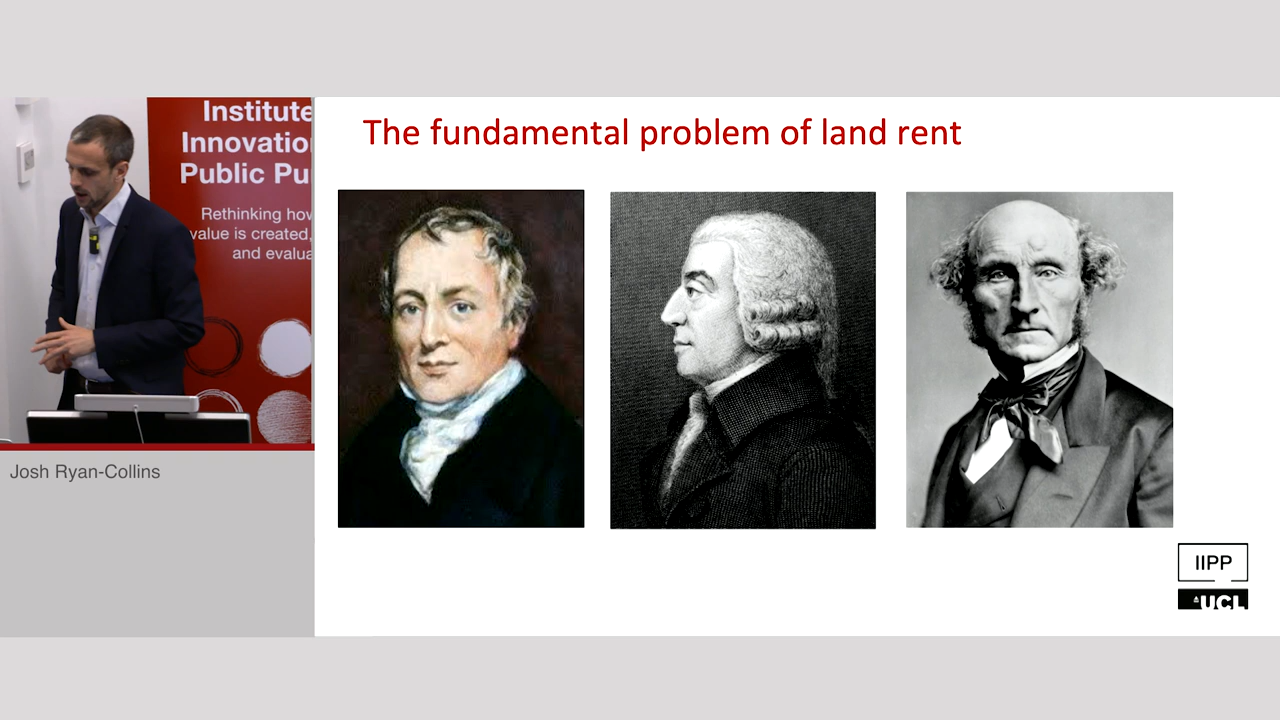 The fundamental problem of land rent
Institute
Innovation
Public Pu
Rethinking how
value is created,
and evalua
Josh Ryan-Collins
IIPP
UCL